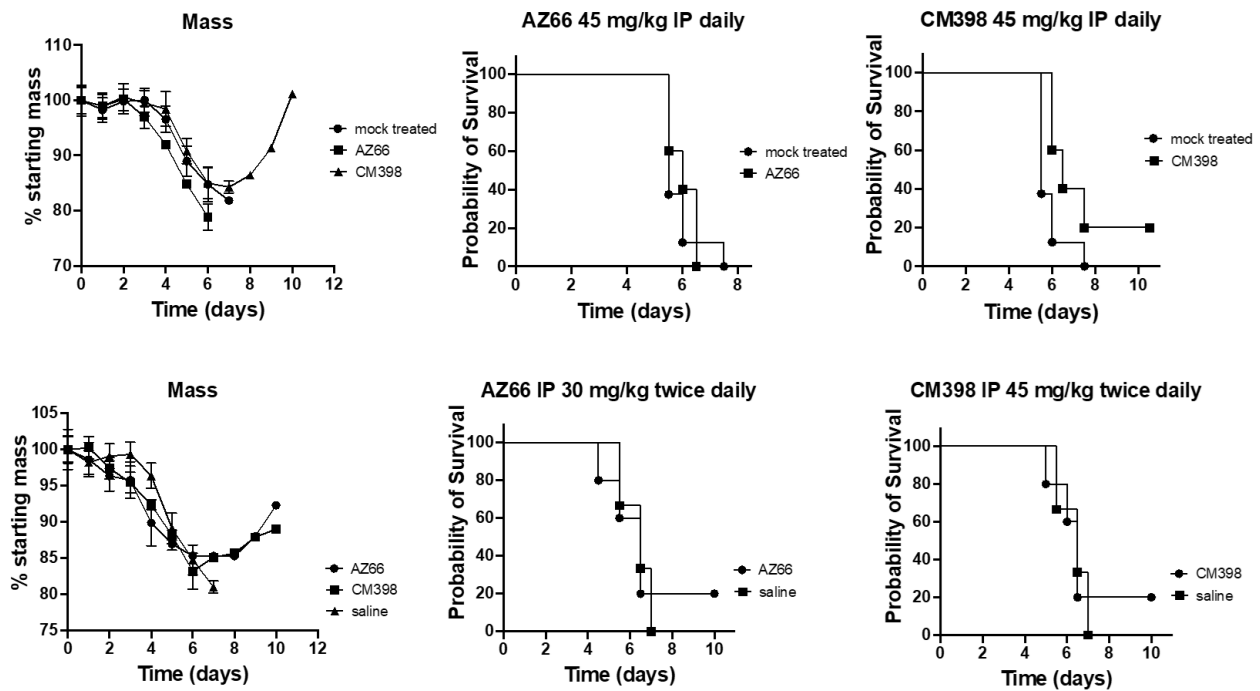 Mass
% starting mass
110
100
90
80
70
0 2 4 6 8 10 12
Time (days)
mock treated
AZ66
CM398
AZ66 45 mg/kg IP daily
Probability of Survival
100
80
60
40
20
0
0 2 4 6 8
Time (days)
mock treated
AZ66
CM398 45 mg/kg IP daily
Probability of Survival
100
80
60
40
20
0
0 2 4 6 8 10
Time (days)
mock treated
CM398
Mass
% starting mass
105
100
95
90
85
80
75
0 2 4 6 8 10 12
Time (days)
AZ66
CM398
saline
AZ66 IP 30 mg/kg twice daily
Probability of Survival
100
80
60
40
20
0
0 2 4 6 8 10
Time (days)
AZ66
saline
CM398 IP 45 mg/kg twice daily
Probability of Survival
100
80
60
40
20
0
0 2 4 6 8 10
Time (days)
CM398
saline